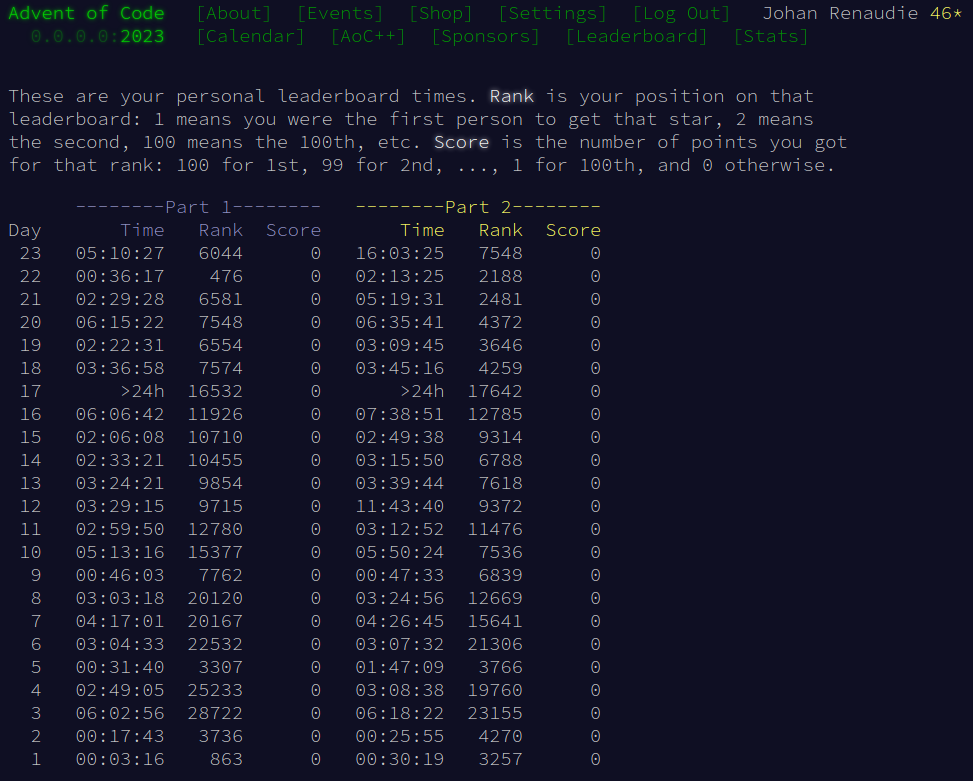 Advent of Code [About] [Events] [Shop] [Settings] [Log Out] Johan Renaudie 46*
0.0.0.0:2023 [Calendar] [AoC++] [Sponsors] [Leaderboard] [Stats]
These are your personal leaderboard times. Rank is your position on that
leaderboard: 1 means you were the first person to get that star, 2 means
the second, 100 means the 100th, etc. Score is the number of points you got
for that rank: 100 for 1st, 99 for 2nd, ..., 1 for 100th, and 0 otherwise.
--------Part 1-------- --------Part 2--------
Day Time Rank Score Time Rank Score
23 05:10:27 6044 0 16:03:25 7548 0
22 00:36:17 476 0 02:13:25 2188 0
21 02:29:28 6581 0 05:19:31 2481 0
20 06:15:22 7548 0 06:35:41 4372 0
19 02:22:31 6554 0 03:09:45 3646 0
18 03:36:58 7574 0 03:45:16 4259 0
17 >24h 16532 0 >24h 17642 0
16 06:06:42 11926 0 07:38:51 12785 0
15 02:06:08 10710 0 02:49:38 9314 0
14 02:33:21 10455 0 03:15:50 6788 0
13 03:24:21 9854 0 03:39:44 7618 0
12 03:29:15 9715 0 11:43:40 9372 0
11 02:59:50 12780 0 03:12:52 11476 0
10 05:13:16 15377 0 05:50:24 7536 0
9 00:46:03 7762 0 00:47:33 6839 0
8 03:03:18 20120 0 03:24:56 12669 0
7 04:17:01 20167 0 04:26:45 15641 0
6 03:04:33 22532 0 03:07:32 21306 0
5 00:31:40 3307 0 01:47:09 3766 0
4 02:49:05 25233 0 03:08:38 19760 0
3 06:02:56 28722 0 06:18:22 23155 0
2 00:17:43 3736 0 00:25:55 4270 0
1 00:03:16 863 0 00:30:19 3257 0